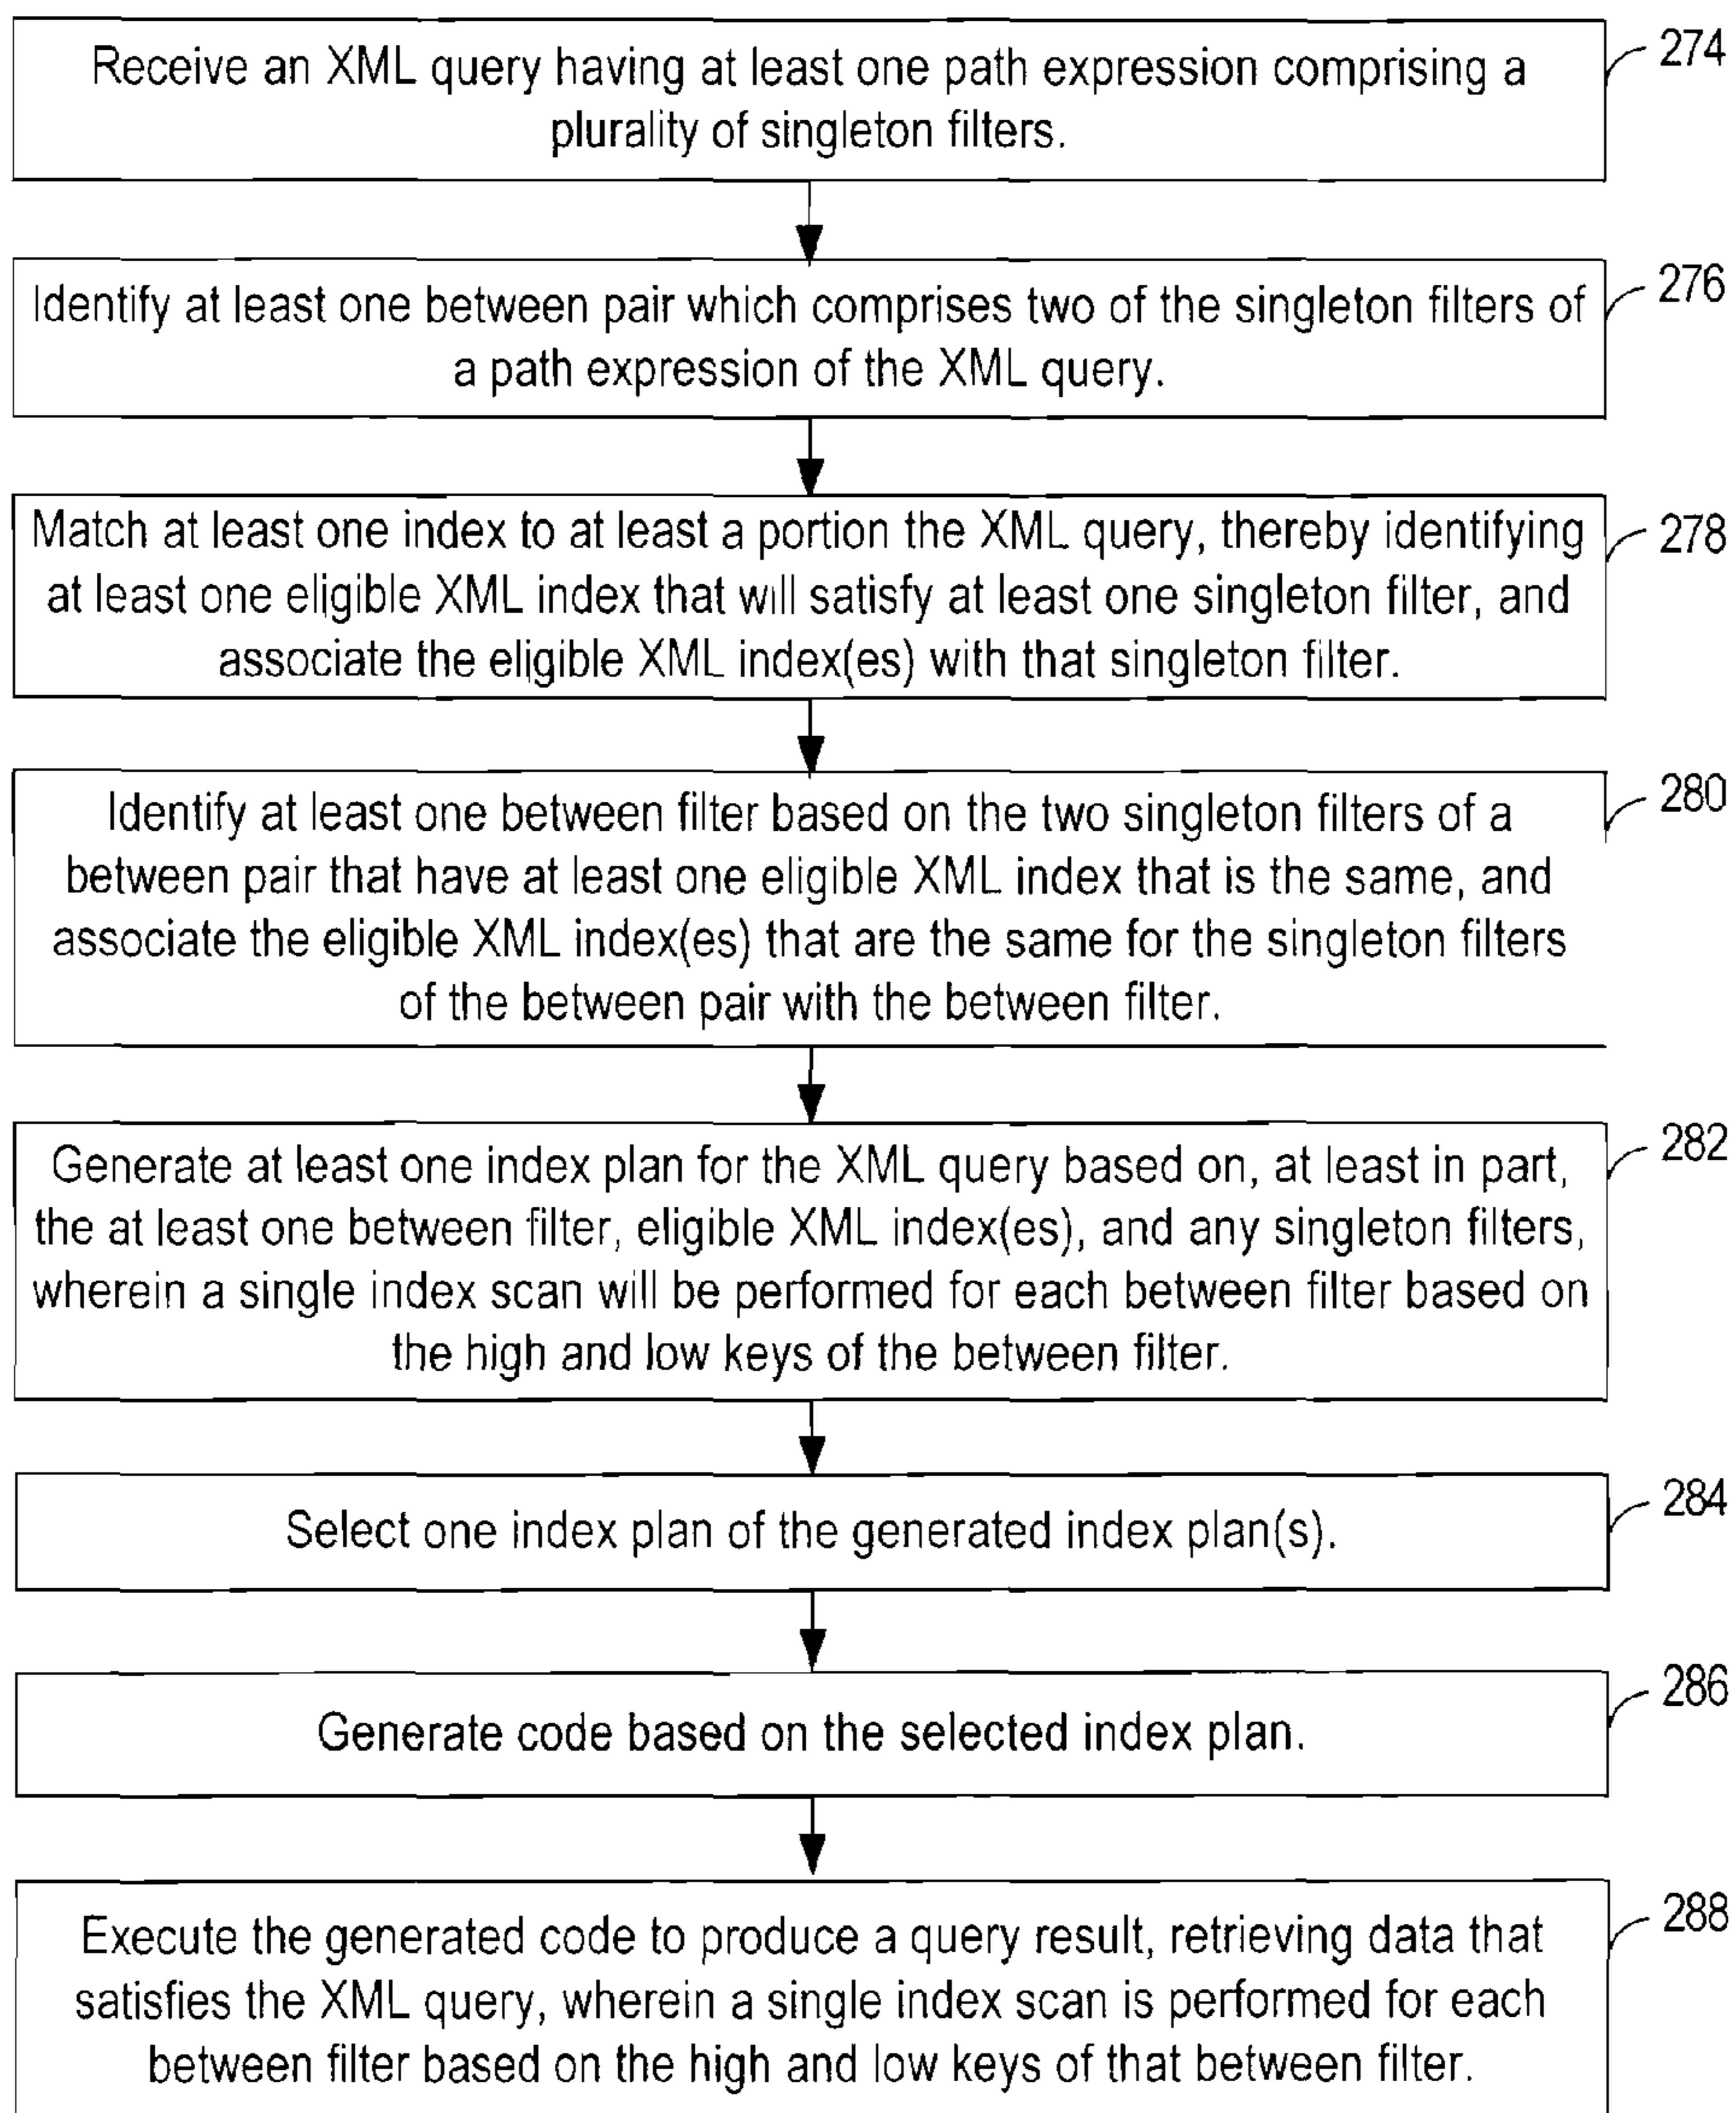 Receive an XML query having at least one path expression comprising a
plurality of singleton filters.
274
Identify at least one between pair which comprises two of the singleton filters of
a path expression of the XML query.
276
Match at least one index to at least a portion the XML query, thereby identifying
at least one eligible XML index that will satisfy at least one singleton filter, and
associate the eligible XML index(es) with that singleton filter.
278
Identify at least one between filter based on the two singleton filters of a
between pair that have at least one eligible XML index that is the same, and
associate the eligible XML index(es) that are the same for the singleton filters
of the between pair with the between filter.
280
Generate at least one index plan for the XML query based on, at least in part,
the at least one between filter, eligible XML index(es), and any singleton filters,
wherein a single index scan will be performed for each between filter based on
the high and low keys of the between filter.
282
Select one index plan of the generated index plan(s).
284
Generate code based on the selected index plan.
286
Execute the generated code to produce a query result, retrieving data that
satisfies the XML query, wherein a single index scan is performed for each
between filter based on the high and low keys of that between filter.
288